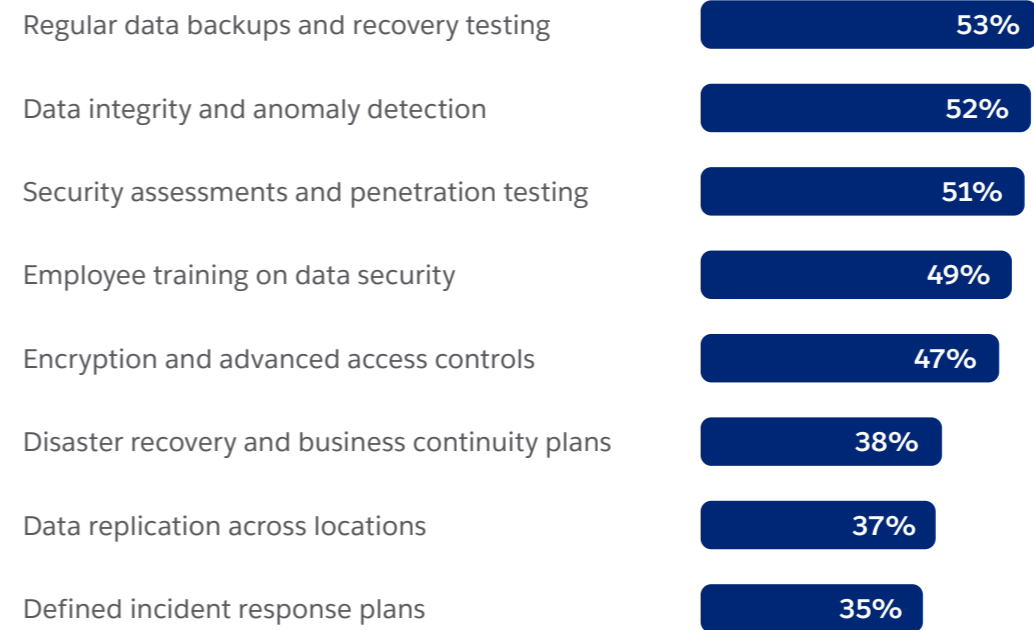 Regular data backups and recovery testing 53%
Data integrity and anomaly detection 52%
Security assessments and penetration testing 51%
Employee training on data security 49%
Encryption and advanced access controls 47%
Disaster recovery and business continuity plans 38%
Data replication across locations 37%
Defined incident response plans 35%